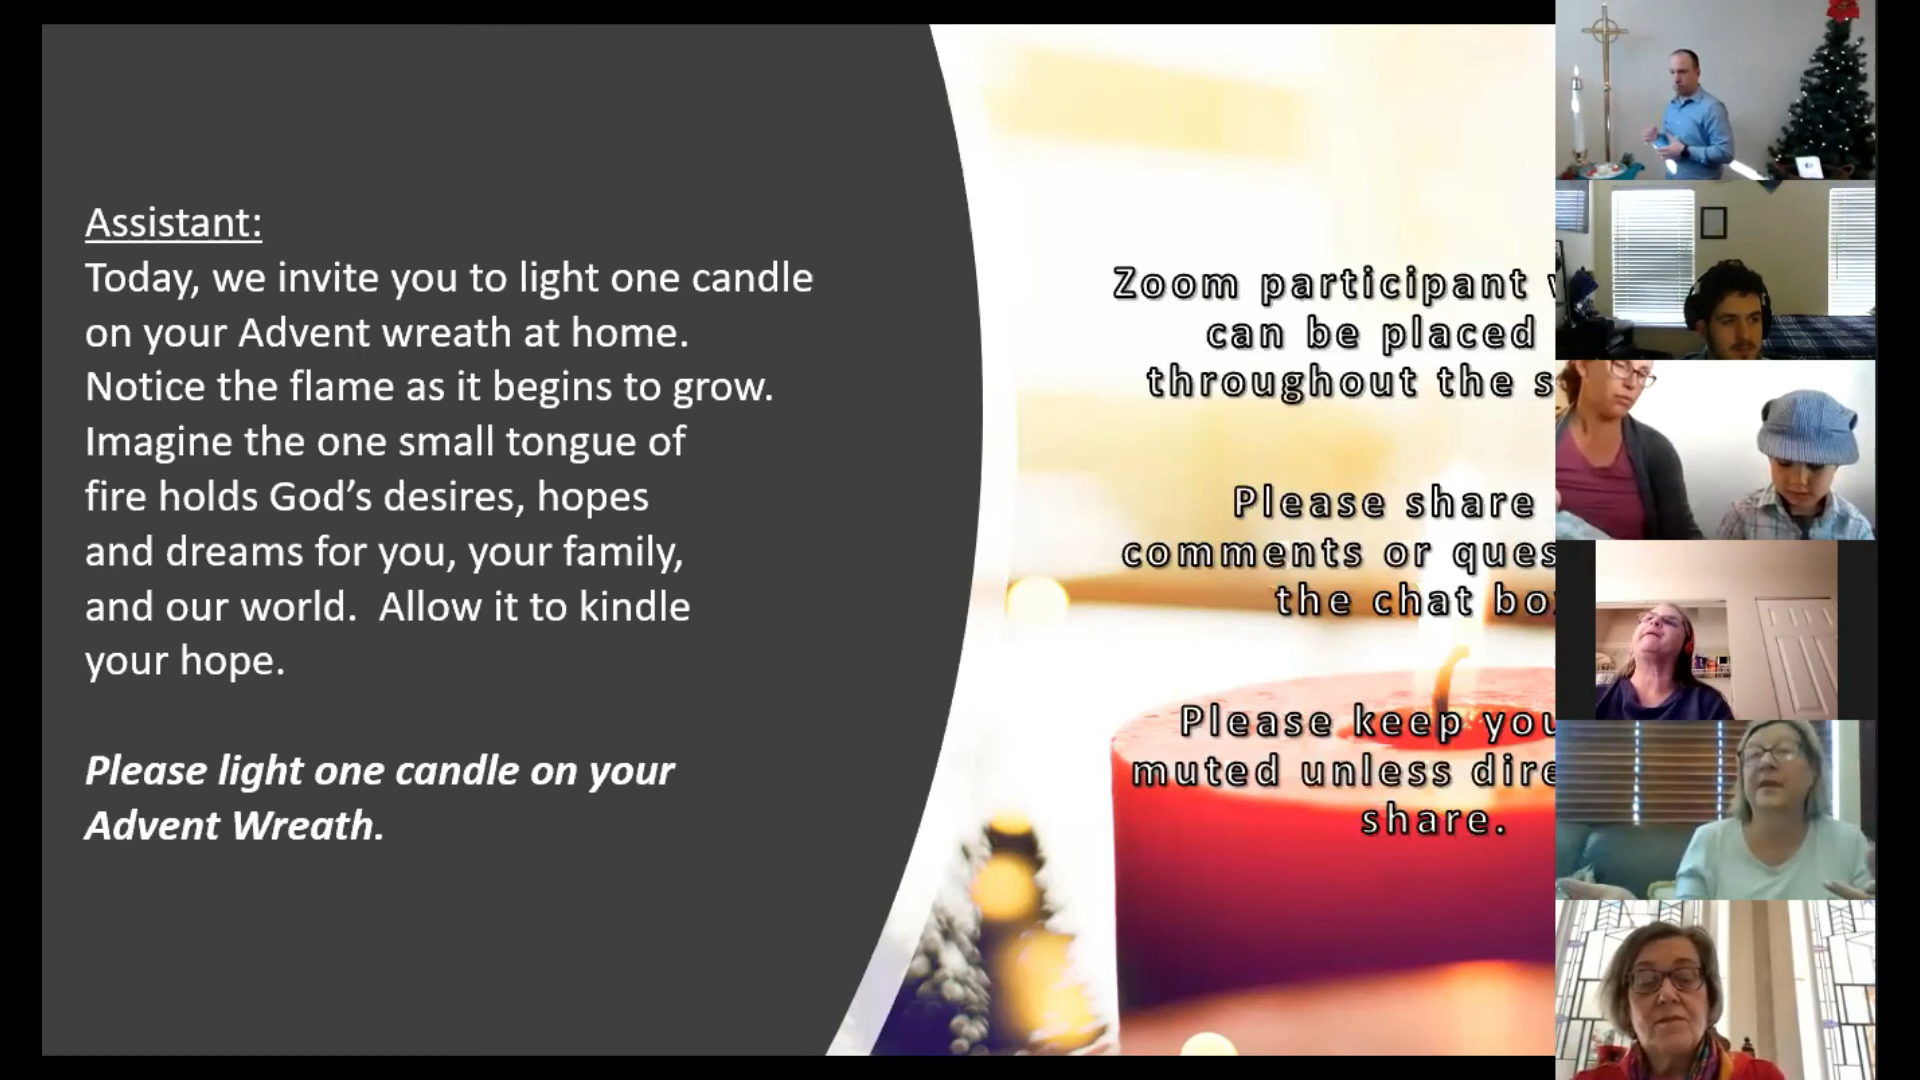 Assistant:
Today, we invite you to light one candle
on your Advent wreath at home.
Notice the flame as it begins to grow.
Imagine the one small tongue of
fire holds God’s desires, hopes
and dreams for you, your family,
and our world.  Allow it to kindle
your hope.
Please light one candle on your
Advent Wreath.
Zoom participant
can be placed
throughout the
Please share
comments or
the chat
Please keep
muted unless
share.